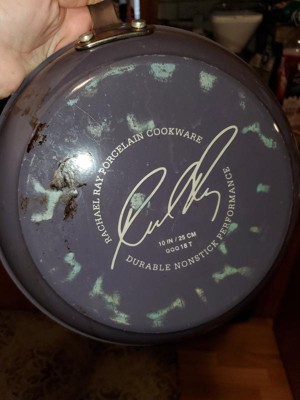 RACHAEL RAY PORCELAIN COOKWARE
10 IN / 25 CM
DURABLE NONSTICK PERFORMANCE